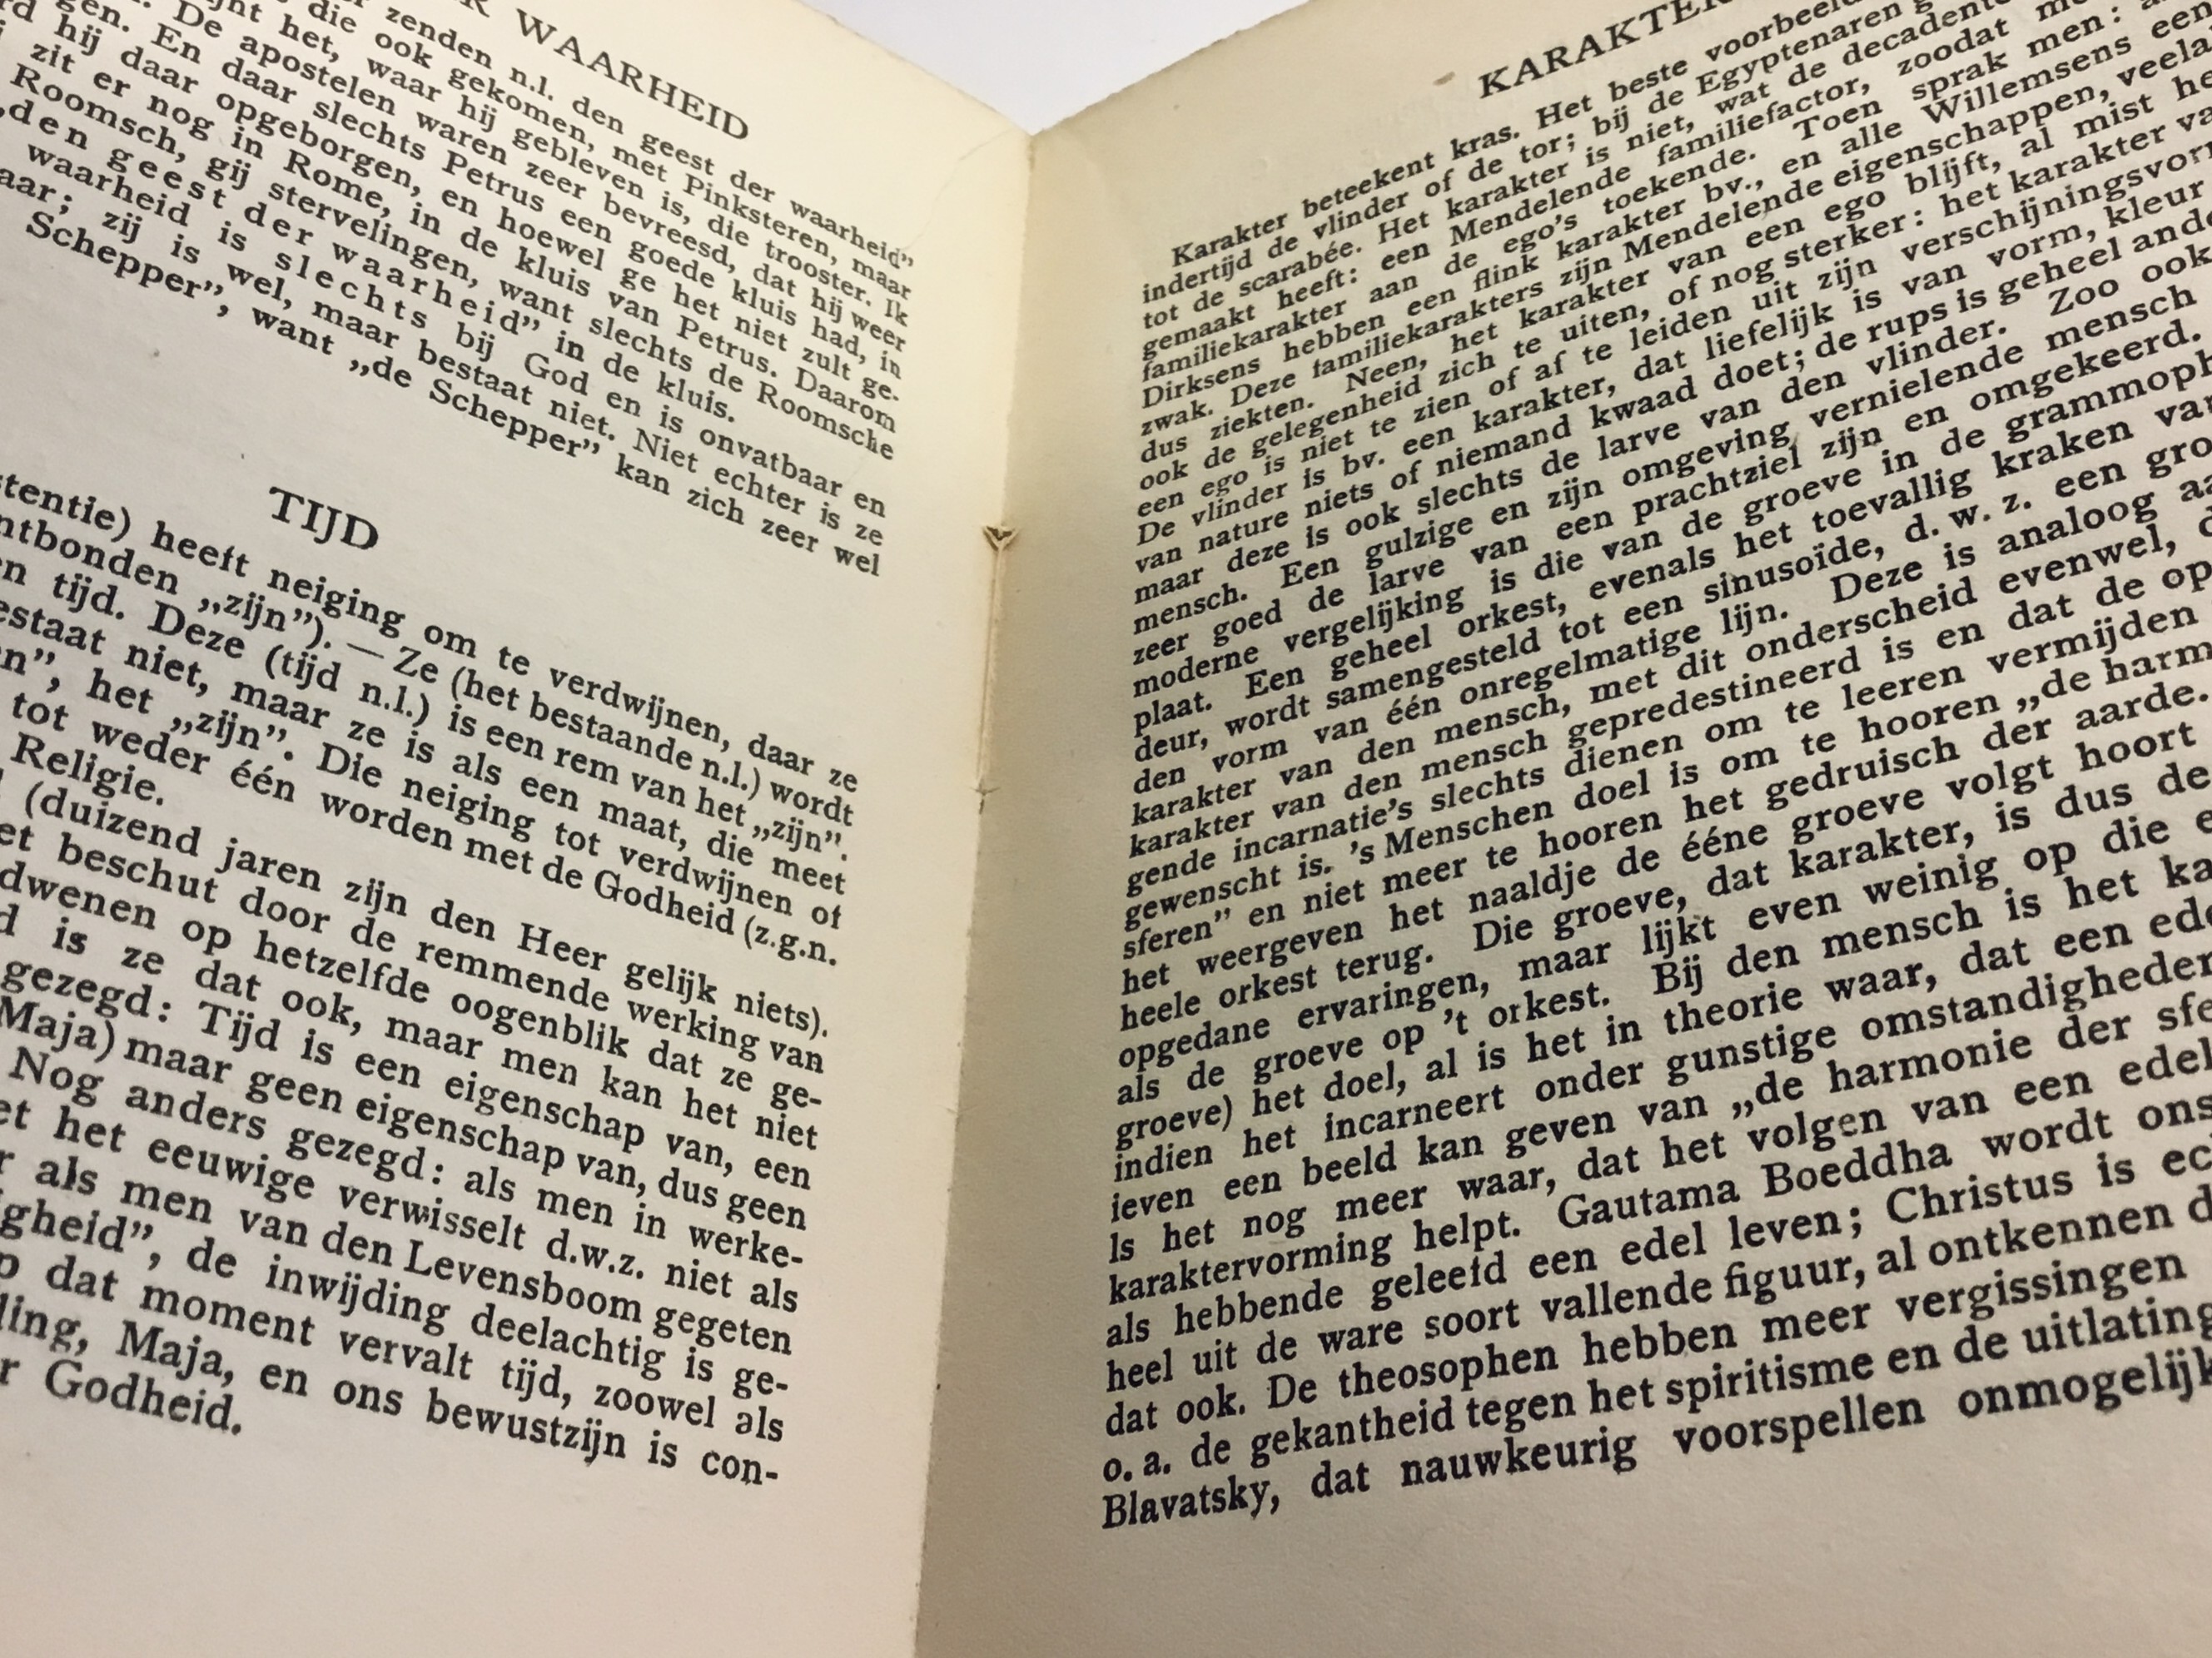 WAARHEID
zenden n.l. den geest der waarheid”
die ook gekomen, met Pinksteren, maar
het, waar hij gebleven is, die trooster. Ik
De apostelen waren zeer bevreesd, dat hij weer
En daar slechts Petrus een goede kluis had, in
hij daar opgeborgen, en hoewel ge het niet zult ge-
zit er nog in Rome, in de kluis van Petrus. Daarom
Roomsch, gij stervelingen, want slechts de Roomsche
„den geest der waarheid” in de kluis.
waarheid is slechts bij God en is onvatbaar en
zij is wel, maar bestaat niet. Niet echter is ze
Schepper”, want „de Schepper” kan zich zeer wel
TIJD
heeft neiging om te verdwijnen, daar ze
„zijn”). — Ze (het bestaande n.l.) wordt
tijd. Deze (tijd n.l.) is een rem van het „zijn”.
niet, maar ze is als een maat, die meet
het „zijn”. Die neiging tot verdwijnen of
tot weder één worden met de Godheid (z.g.n.
Religie.
(duizend jaren zijn den Heer gelijk niets).
beschut door de remmende werking van
op hetzelfde oogenblik dat ze ge-
is ze dat ook, maar men kan het niet
gezegd: Tijd is een eigenschap van, een
Maja) maar geen eigenschap van, dus geen
Nog anders gezegd: als men in werke-
het eeuwige verwisselt d.w.z. niet als
als men van den Levensboom gegeten
de inwijding deelachtig is ge-
dat moment vervalt tijd, zoowel als
Maja, en ons bewustzijn is con-
Godheid.
KARAKTER
Karakter beteekent kras. Het beste voorbeeld
indertijd de vlinder of de tor; bij de Egyptenaren
tot de scarabée. Het karakter is niet, wat de decadente
gemaakt heeft: een Mendelende familiefactor, zoodat
familiekarakter aan de ego’s toekende. Toen sprak men:
Dirksens hebben een flink karakter bv., en alle Willemsens een
zwak. Deze familiekarakters zijn Mendelende eigenschappen,
dus ziekten. Neen, het karakter van een ego blijft, al mist
ook de gelegenheid zich te uiten, of nog sterker: het karakter
een ego is niet te zien of af te leiden uit zijn
De vlinder is bv. een karakter, dat liefelijk is van vorm, kleur
van nature niets of niemand kwaad doet; de rups is geheel
maar deze is ook slechts de larve van den vlinder. Zoo ook
mensch. Een gulzige en zijn omgeving vernielende mensch
zeer goed de larve van een prachtziel zijn en omgekeerd.
moderne vergelijking is die van de groeve in de
plaat. Een geheel orkest, evenals het toevallig kraken
deur, wordt samengesteld tot een sinusoïde, d. w. z. een
den vorm van één onregelmatige lijn. Deze is analoog
karakter van den mensch, met dit onderscheid evenwel,
karakter van den mensch gepredestineerd is en dat de
gende incarnatie’s slechts dienen om te leeren vermijden
gewenscht is. ’s Menschen doel is om te hooren „de
sferen” en niet meer te hooren het gedruisch der aarde.
het weergeven het naaldje de ééne groeve volgt hoort
heele orkest terug. Die groeve, dat karakter, is dus de
opgedane ervaringen, maar lijkt even weinig op die
als de groeve op ’t orkest. Bij den mensch is het
groeve) het doel, al is het in theorie waar, dat een
indien het incarneert onder gunstige
ieven een beeld kan geven van „de harmonie der
ls het nog meer waar, dat het volgen van een
karaktervorming helpt. Gautama Boeddha wordt ons
als hebbende geleefd een edel leven; Christus is
heel uit de ware soort vallende figuur, al ontkennen
dat ook. De theosophen hebben meer vergissingen
o. a. de gekantheid tegen het spiritisme en de
Blavatsky, dat nauwkeurig voorspellen